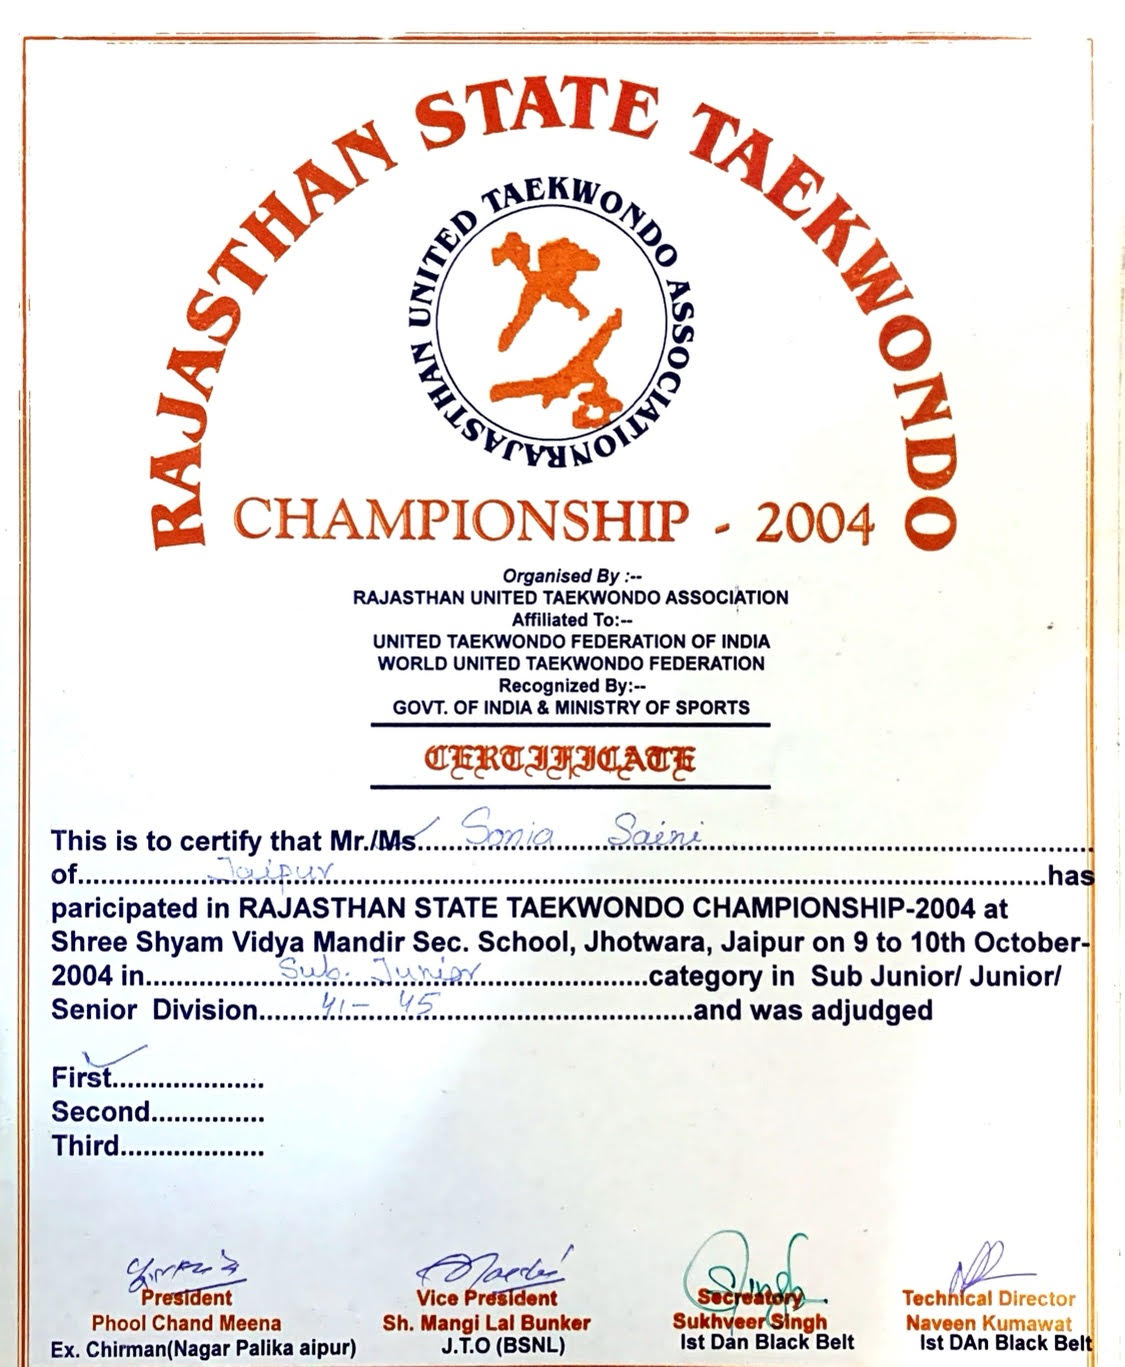 RAJASTHAN STATE TAEKWONDO
RAJASTHAN UNITED TAEKWONDO ASSOCIATION
CHAMPIONSHIP - 2004
Organised By :--
RAJASTHAN UNITED TAEKWONDO ASSOCIATION
Affiliated To:--
UNITED TAEKWONDO FEDERATION OF INDIA
WORLD UNITED TAEKWONDO FEDERATION
Recognized By:--
GOVT. OF INDIA & MINISTRY OF SPORTS
CERTIFICATE
This is to certify that Mr./Ms. Sonia Saini
of Jaipur has
paricipated in RAJASTHAN STATE TAEKWONDO CHAMPIONSHIP-2004 at
Shree Shyam Vidya Mandir Sec. School, Jhotwara, Jaipur on 9 to 10th October-
2004 in Sub. Junior category in Sub Junior/ Junior/
Senior Division 41- 45 and was adjudged
First
Second
Third
President Vice President Secreatory Technical Director
Phool Chand Meena Sh. Mangi Lal Bunker Sukhveer Singh Naveen Kumawat
Ex. Chirman(Nagar Palika aipur) J.T.O (BSNL) Ist Dan Black Belt Ist DAn Black Belt